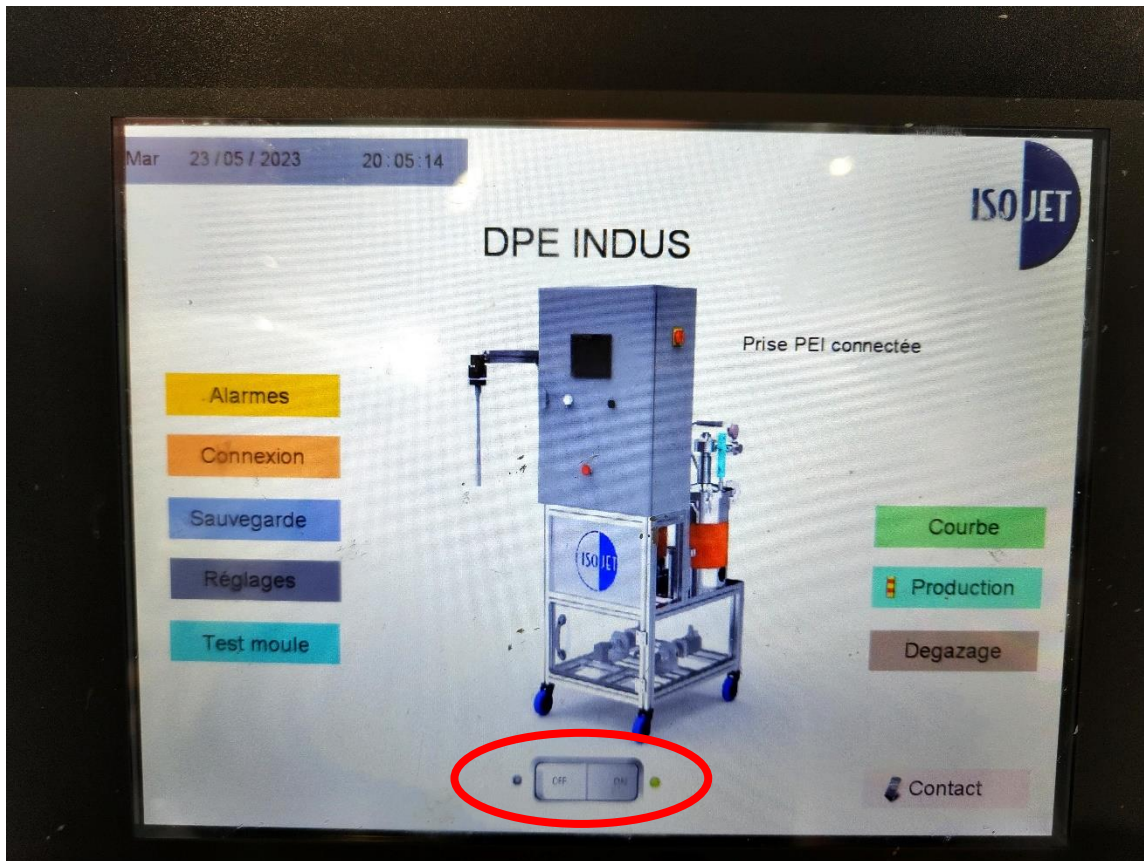 Mar 23/05/2023 20:05:14
ISOJET
DPE INDUS
Prise PEI connectée
Alarmes
Connexion
Sauvegarde
Réglages
Test moule
ISOJET
Courbe
Production
Degazage
OFF ON
Contact